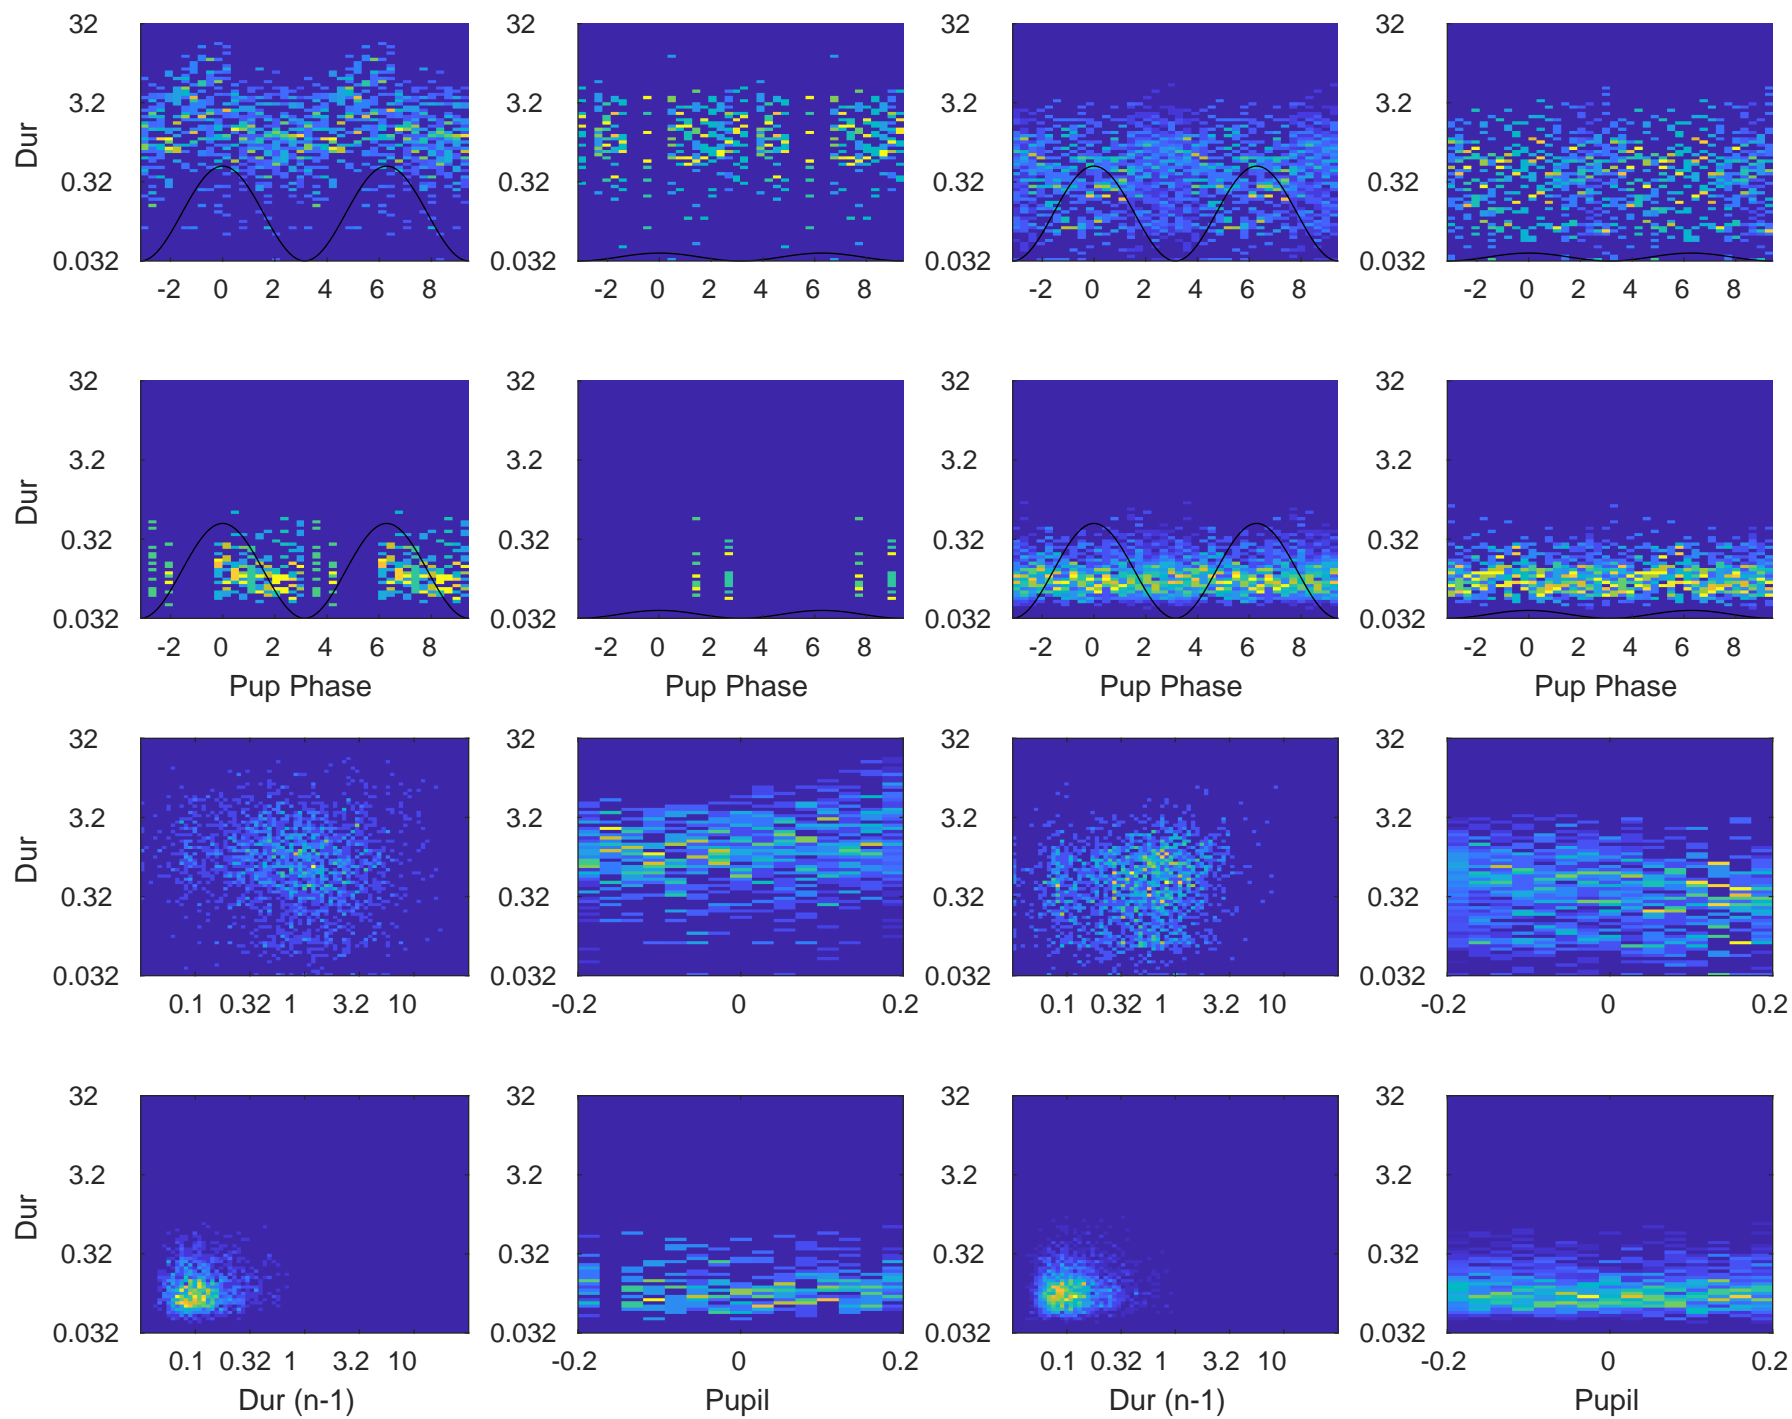 32 32 32 32
3.2 3.2 3.2 3.2
Dur
0.32 0.32 0.32 0.32
0.032 0.032 0.032 0.032
-2 0 2 4 6 8 -2 0 2 4 6 8 -2 0 2 4 6 8 -2 0 2 4 6 8
32 32 32 32
3.2 3.2 3.2 3.2
Dur
0.32 0.32 0.32 0.32
0.032 0.032 0.032 0.032
-2 0 2 4 6 8 -2 0 2 4 6 8 -2 0 2 4 6 8 -2 0 2 4 6 8
Pup Phase Pup Phase Pup Phase Pup Phase
32 32 32 32
3.2 3.2 3.2 3.2
Dur
0.32 0.32 0.32 0.32
0.032 0.032 0.032 0.032
0.1 0.32 1 3.2 10 -0.2 0 0.2 0.1 0.32 1 3.2 10 -0.2 0 0.2
32 32 32 32
3.2 3.2 3.2 3.2
Dur
0.32 0.32 0.32 0.32
0.032 0.032 0.032 0.032
0.1 0.32 1 3.2 10 -0.2 0 0.2 0.1 0.32 1 3.2 10 -0.2 0 0.2
Dur (n-1) Pupil Dur (n-1) Pupil